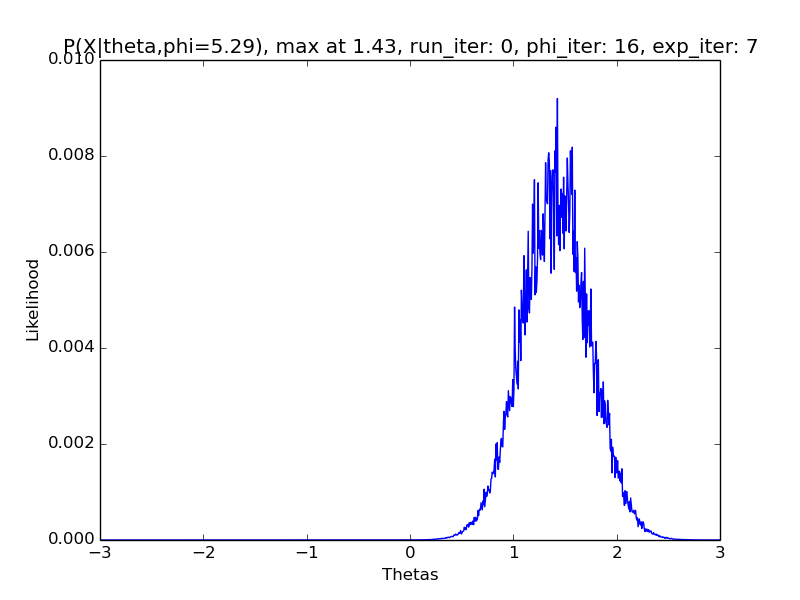 P(X|theta,phi=5.29), max at 1.43, run_iter: 0, phi_iter: 16, exp_iter: 7
0.010
0.008
0.006
0.004
0.002
0.000
Likelihood
−3 −2 −1 0 1 2 3
Thetas